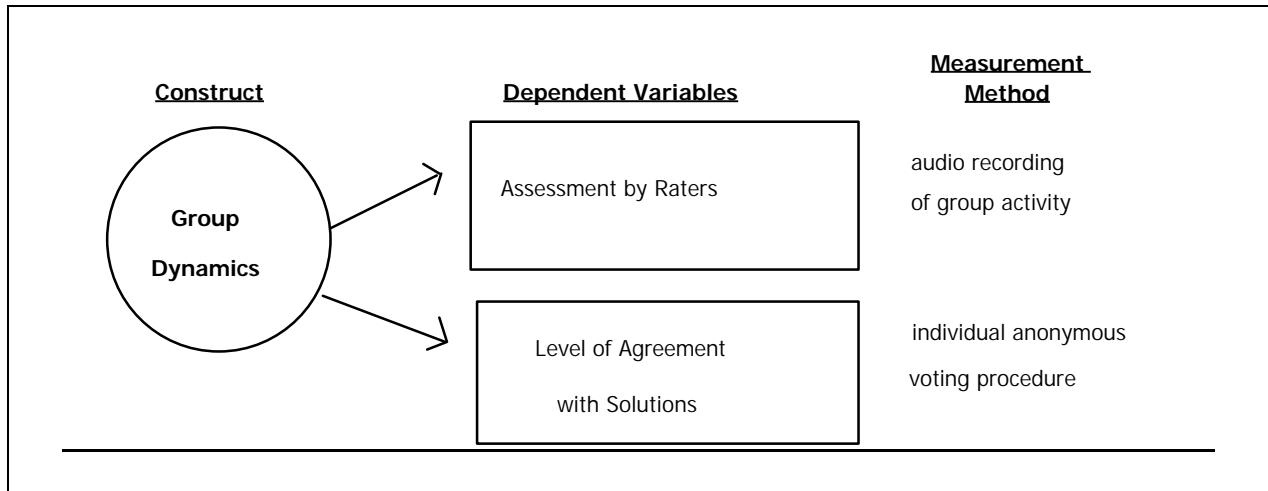 Construct
Dependent Variables
Measurement
Method
Group
Dynamics
Assessment by Raters
audio recording
of group activity
Level of Agreement
with Solutions
individual anonymous
voting procedure